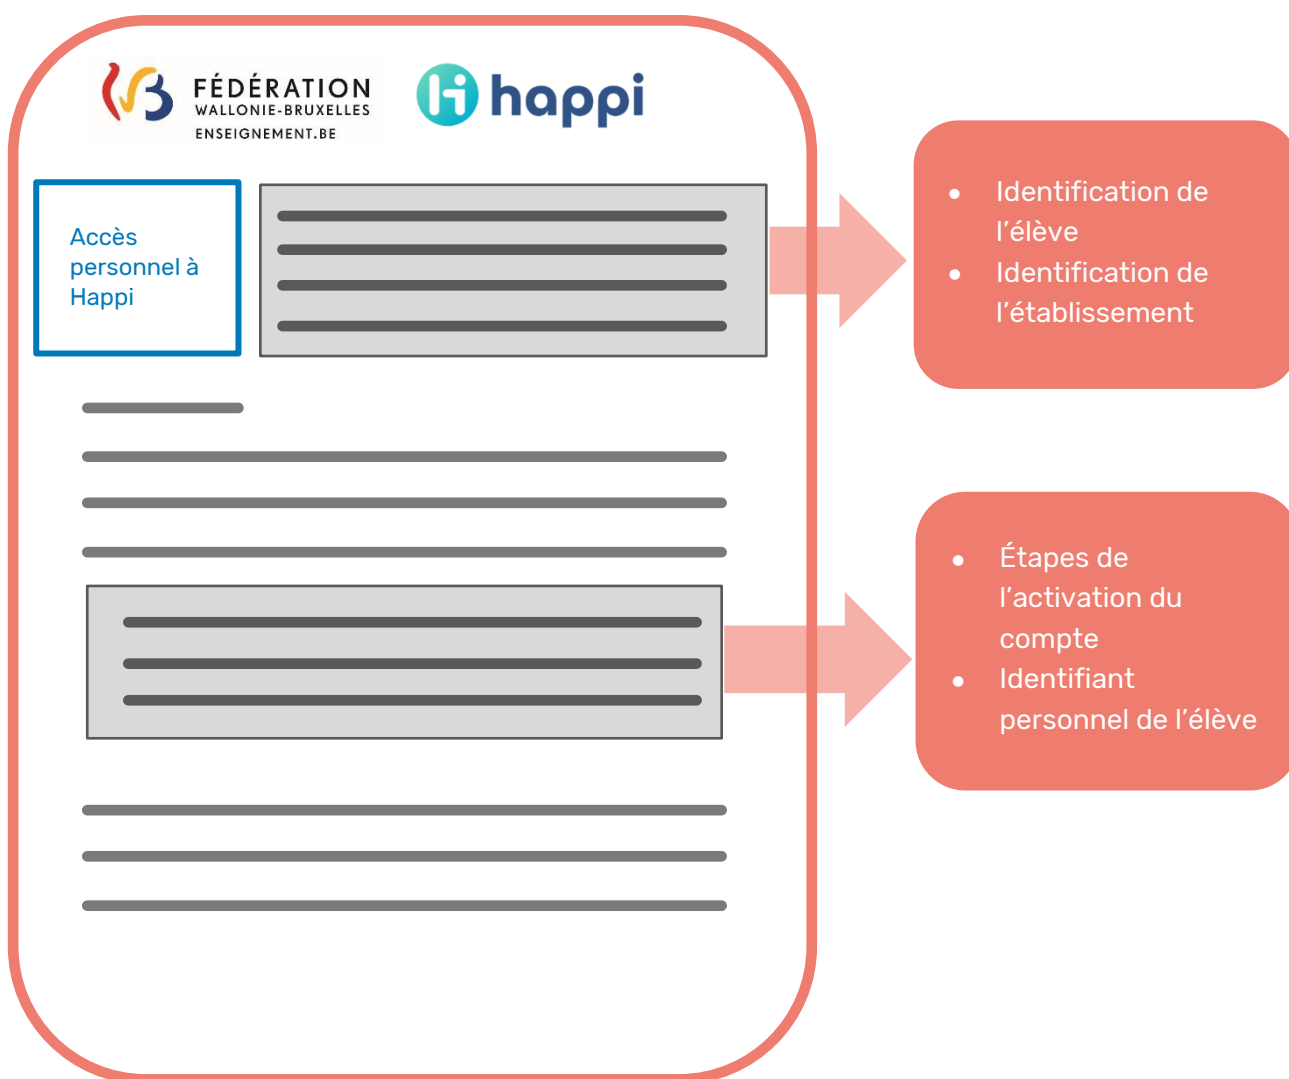 FÉDÉRATION
WALLONIE-BRUXELLES
ENSEIGNEMENT.BE
happi
Accès
personnel à
Happi
● Identification de
l’élève
● Identification de
l’établissement
● Étapes de
l’activation du
compte
● Identifiant
personnel de l’élève